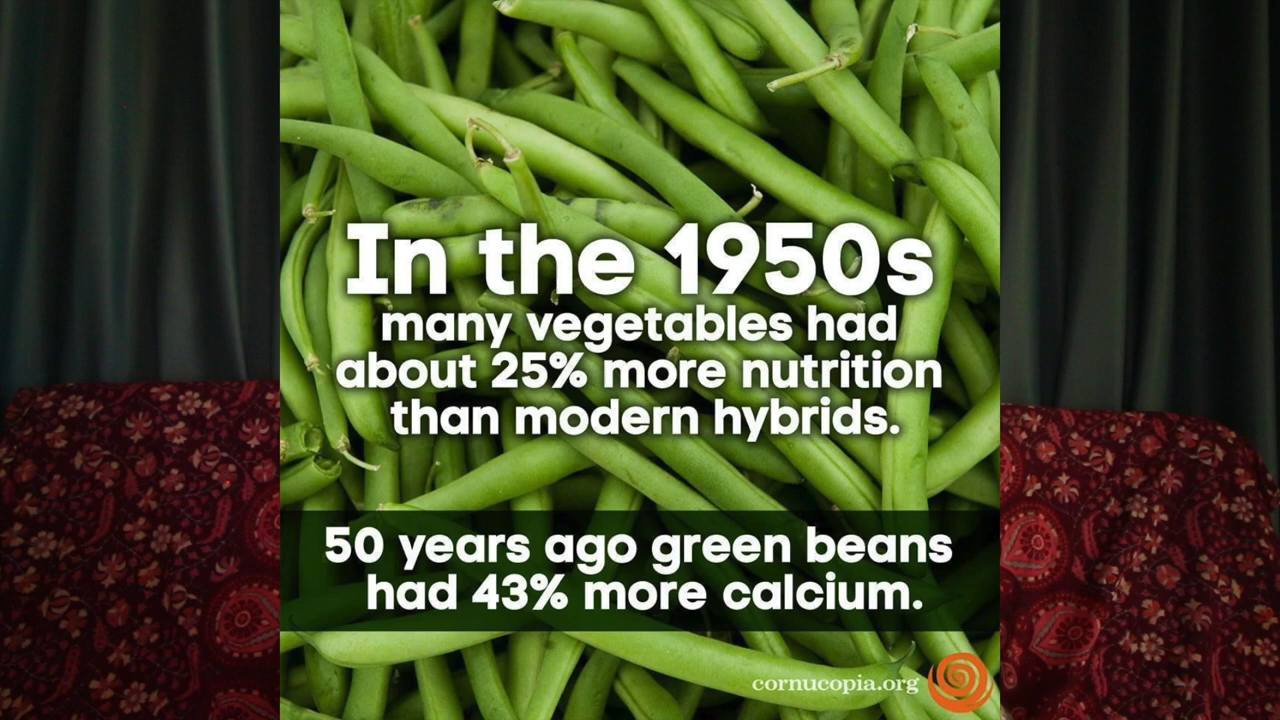 In the 1950s
many vegetables had
about 25% more nutrition
than modern hybrids.
50 years ago green beans
had 43% more calcium.
cornucopia.org